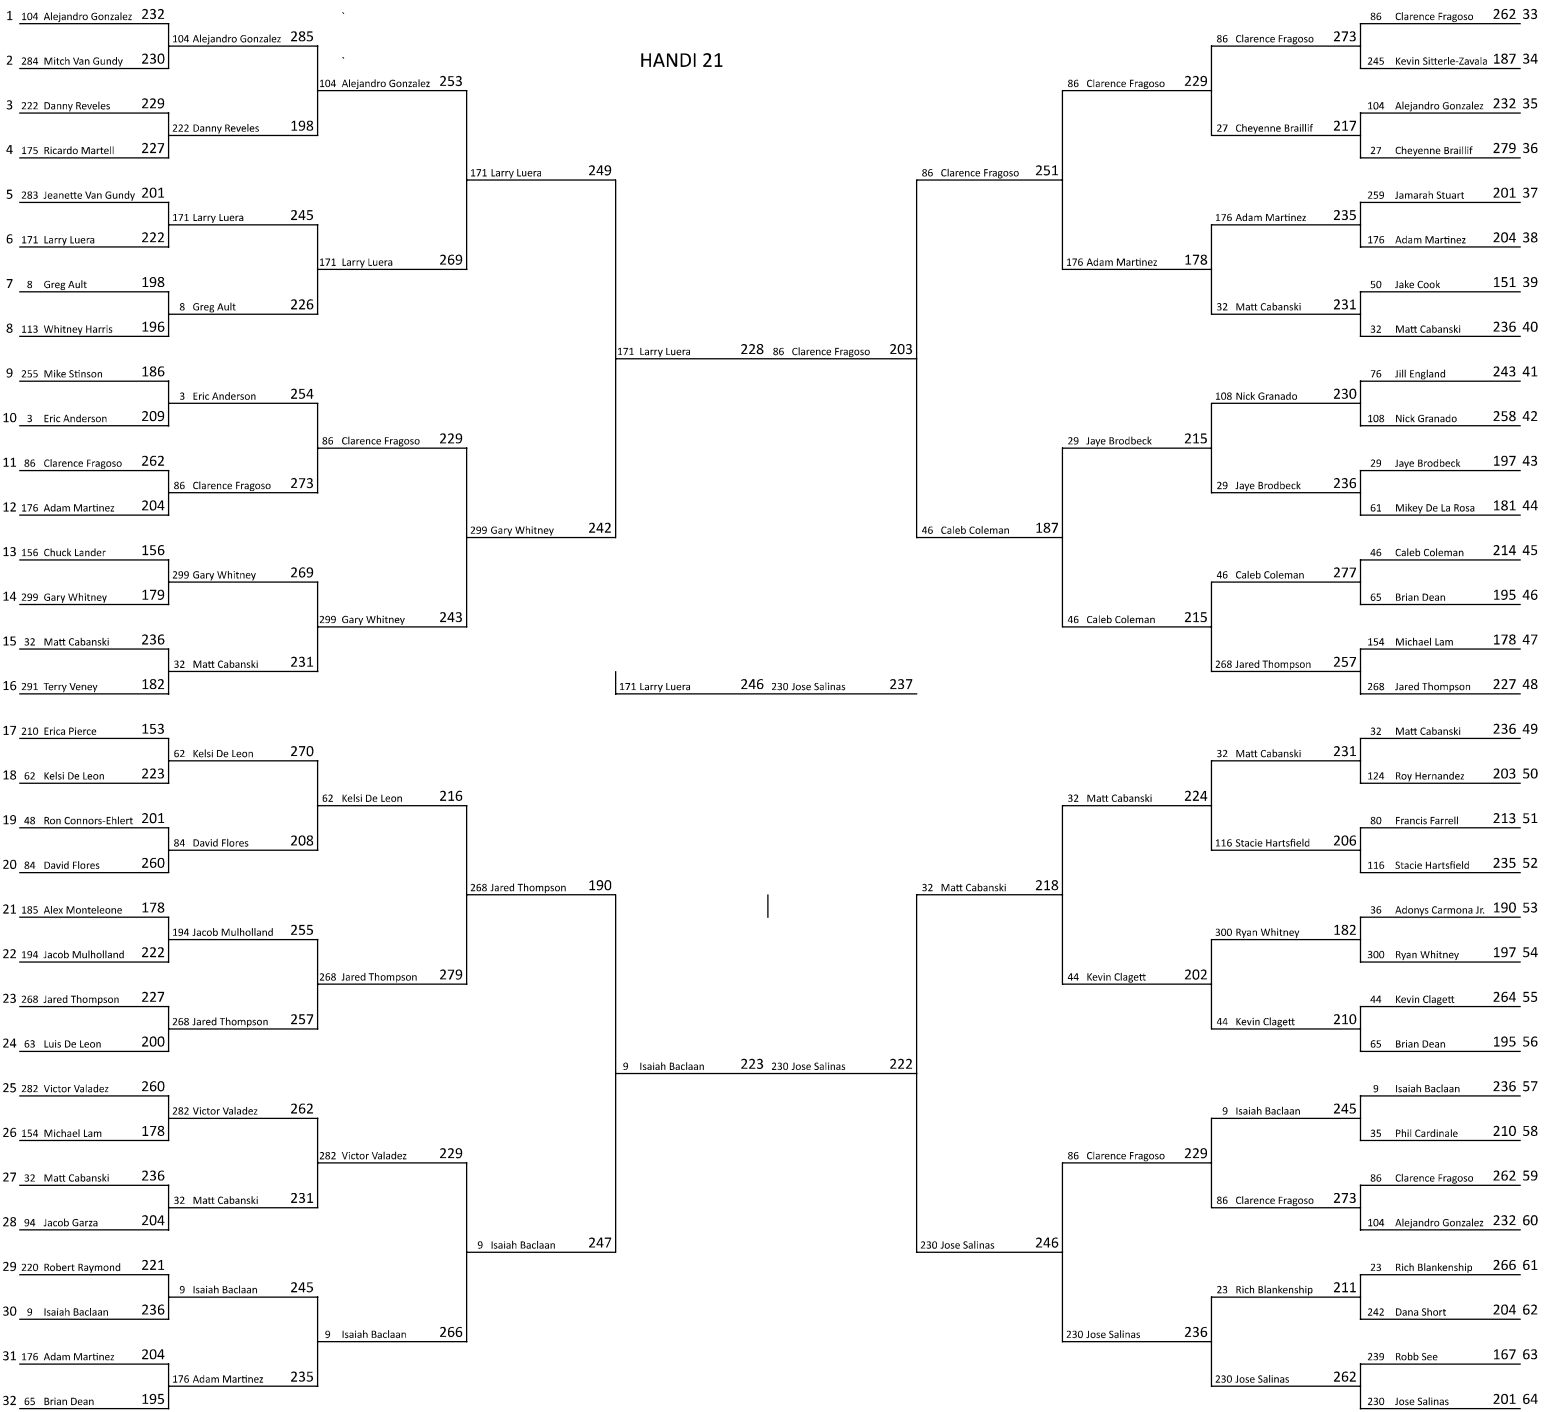 HANDI 21
1 104 Alejandro Gonzalez 232
2 284 Mitch Van Gundy 230
3 222 Danny Reveles 229
4 175 Ricardo Martell 227
5 283 Jeanette Van Gundy 201
6 171 Larry Luera 222
7 8 Greg Ault 198
8 113 Whitney Harris 196
9 255 Mike Stinson 186
10 3 Eric Anderson 209
11 86 Clarence Fragoso 262
12 176 Adam Martinez 204
13 156 Chuck Lander 156
14 299 Gary Whitney 179
15 32 Matt Cabanski 236
16 291 Terry Veney 182
17 210 Erica Pierce 153
18 62 Kelsi De Leon 223
19 48 Ron Connors-Ehlert 201
20 84 David Flores 260
21 185 Alex Monteleone 178
22 194 Jacob Mulholland 222
23 268 Jared Thompson 227
24 63 Luis De Leon 200
25 282 Victor Valadez 260
26 154 Michael Lam 178
27 32 Matt Cabanski 236
28 94 Jacob Garza 204
29 220 Robert Raymond 221
30 9 Isaiah Baclaan 236
31 176 Adam Martinez 204
32 65 Brian Dean 195
104 Alejandro Gonzalez 285
222 Danny Reveles 198
171 Larry Luera 245
8 Greg Ault 226
3 Eric Anderson 254
86 Clarence Fragoso 273
299 Gary Whitney 269
32 Matt Cabanski 231
62 Kelsi De Leon 270
84 David Flores 208
194 Jacob Mulholland 255
268 Jared Thompson 257
282 Victor Valadez 262
32 Matt Cabanski 231
9 Isaiah Baclaan 245
176 Adam Martinez 235
104 Alejandro Gonzalez 253
171 Larry Luera 269
86 Clarence Fragoso 229
299 Gary Whitney 243
62 Kelsi De Leon 216
268 Jared Thompson 279
282 Victor Valadez 229
9 Isaiah Baclaan 266
171 Larry Luera 249
299 Gary Whitney 242
268 Jared Thompson 190
9 Isaiah Baclaan 247
171 Larry Luera 228
86 Clarence Fragoso 203
171 Larry Luera 246
230 Jose Salinas 237
9 Isaiah Baclaan 223
230 Jose Salinas 222
86 Clarence Fragoso 251
46 Caleb Coleman 187
32 Matt Cabanski 218
230 Jose Salinas 246
86 Clarence Fragoso 229
176 Adam Martinez 178
29 Jaye Brodbeck 215
46 Caleb Coleman 215
32 Matt Cabanski 224
44 Kevin Clagett 202
86 Clarence Fragoso 229
230 Jose Salinas 236
86 Clarence Fragoso 273
27 Cheyenne Braillif 217
176 Adam Martinez 235
32 Matt Cabanski 231
108 Nick Granado 230
29 Jaye Brodbeck 236
46 Caleb Coleman 277
268 Jared Thompson 257
32 Matt Cabanski 231
116 Stacie Hartsfield 206
300 Ryan Whitney 182
44 Kevin Clagett 210
9 Isaiah Baclaan 245
86 Clarence Fragoso 273
23 Rich Blankenship 211
230 Jose Salinas 262
86 Clarence Fragoso 262 33
245 Kevin Sitterle-Zavala 187 34
104 Alejandro Gonzalez 232 35
27 Cheyenne Braillif 279 36
259 Jamarah Stuart 201 37
176 Adam Martinez 204 38
50 Jake Cook 151 39
32 Matt Cabanski 236 40
76 Jill England 243 41
108 Nick Granado 258 42
29 Jaye Brodbeck 197 43
61 Mikey De La Rosa 181 44
46 Caleb Coleman 214 45
65 Brian Dean 195 46
154 Michael Lam 178 47
268 Jared Thompson 227 48
32 Matt Cabanski 236 49
124 Roy Hernandez 203 50
80 Francis Farrell 213 51
116 Stacie Hartsfield 235 52
36 Adonys Carmona Jr. 190 53
300 Ryan Whitney 197 54
44 Kevin Clagett 264 55
65 Brian Dean 195 56
9 Isaiah Baclaan 236 57
35 Phil Cardinale 210 58
86 Clarence Fragoso 262 59
104 Alejandro Gonzalez 232 60
23 Rich Blankenship 266 61
242 Dana Short 204 62
239 Robb See 167 63
230 Jose Salinas 201 64